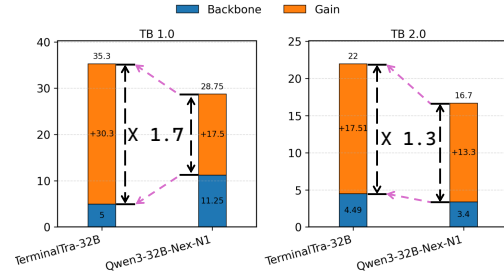 Backbone Gain
TB 1.0
40
30
20
10
0
35.3
+30.3
5
X 1.7
28.75
+17.5
11.25
TerminalTra-32B
Qwen3-32B-Nex-N1
TB 2.0
25
20
15
10
5
0
22
+17.51
4.49
X 1.3
16.7
+13.3
3.4
TerminalTra-32B
Qwen3-32B-Nex-N1